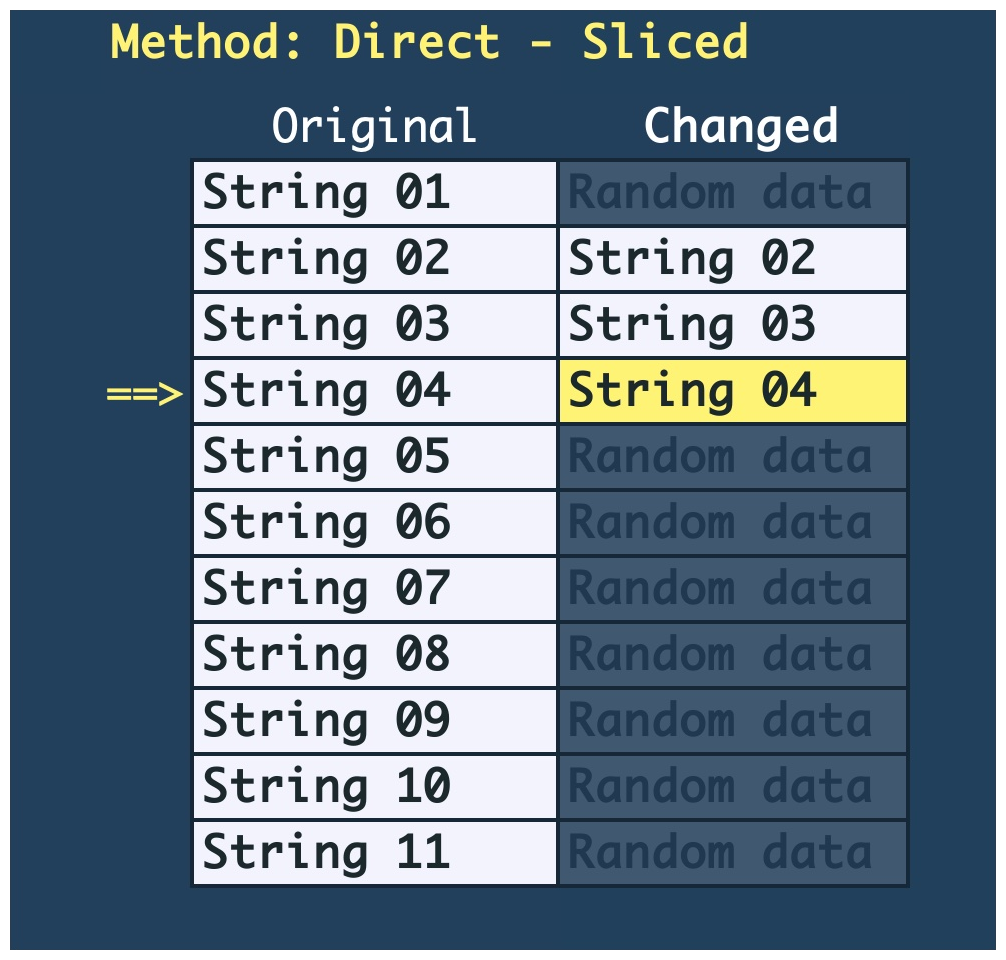 Method: Direct - Sliced
Original Changed
String 01 Random data
String 02 String 02
String 03 String 03
==> String 04 String 04
String 05 Random data
String 06 Random data
String 07 Random data
String 08 Random data
String 09 Random data
String 10 Random data
String 11 Random data